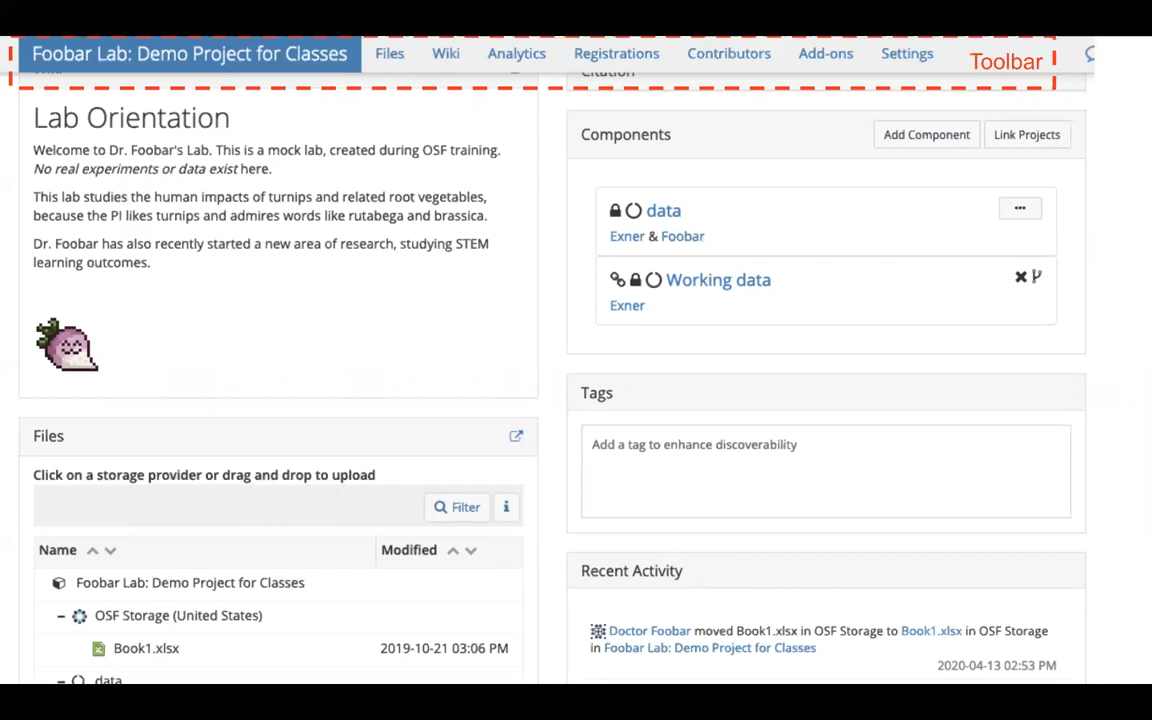 Foobar Lab: Demo Project for Classes Files Wiki Analytics Registrations Contributors Add-ons Settings Toolbar
Citation
Lab Orientation
Welcome to Dr. Foobar's Lab. This is a mock lab, created during OSF training.
No real experiments or data exist here.
This lab studies the human impacts of turnips and related root vegetables,
because the PI likes turnips and admires words like rutabega and brassica.
Dr. Foobar has also recently started a new area of research, studying STEM
learning outcomes.
Files
Click on a storage provider or drag and drop to upload
Filter
Name Modified
Foobar Lab: Demo Project for Classes
OSF Storage (United States)
Book1.xlsx 2019-10-21 03:06 PM
data
Components Add Component Link Projects
data
Exner & Foobar
Working data
Exner
Tags
Add a tag to enhance discoverability
Recent Activity
Doctor Foobar moved Book1.xlsx in OSF Storage to Book1.xlsx in OSF Storage
in Foobar Lab: Demo Project for Classes
2020-04-13 02:53 PM